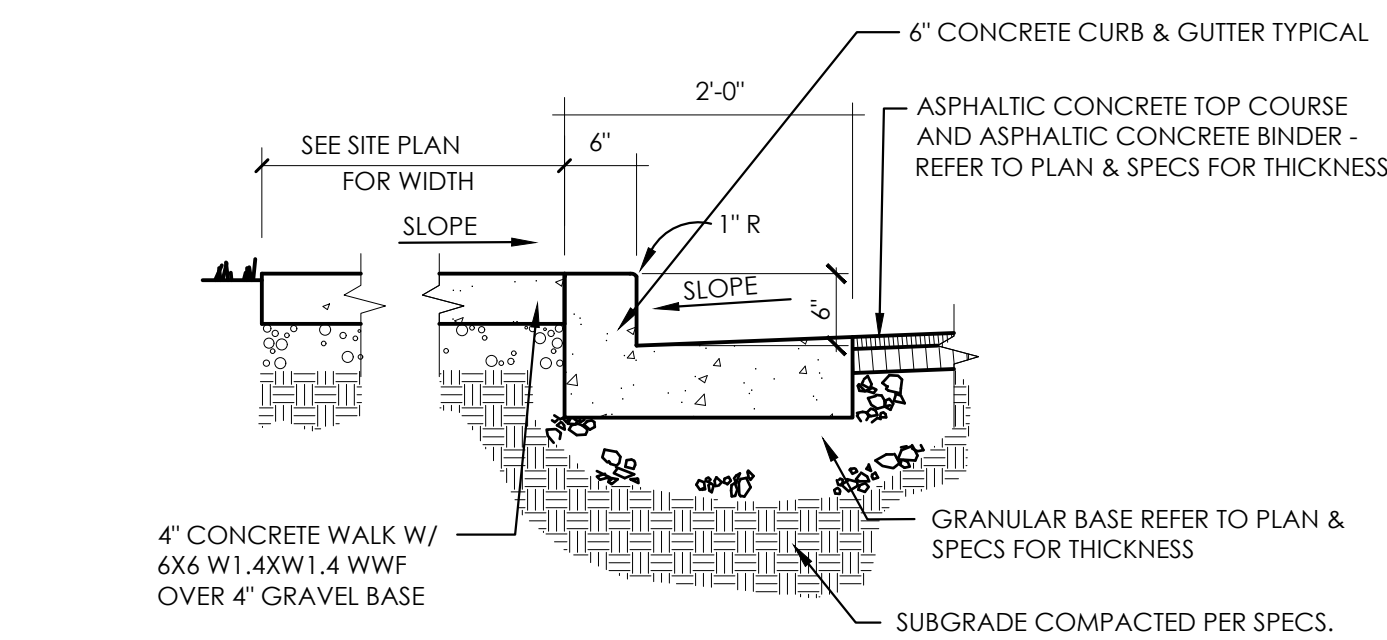 6" CONCRETE CURB & GUTTER TYPICAL
2'-0"
ASPHALTIC CONCRETE TOP COURSE
AND ASPHALTIC CONCRETE BINDER -
REFER TO PLAN & SPECS FOR THICKNESS
SEE SITE PLAN
FOR WIDTH
6"
SLOPE
1" R
SLOPE
6"
4" CONCRETE WALK W/
6X6 W1.4XW1.4 WWF
OVER 4" GRAVEL BASE
GRANULAR BASE REFER TO PLAN &
SPECS FOR THICKNESS
SUBGRADE COMPACTED PER SPECS.